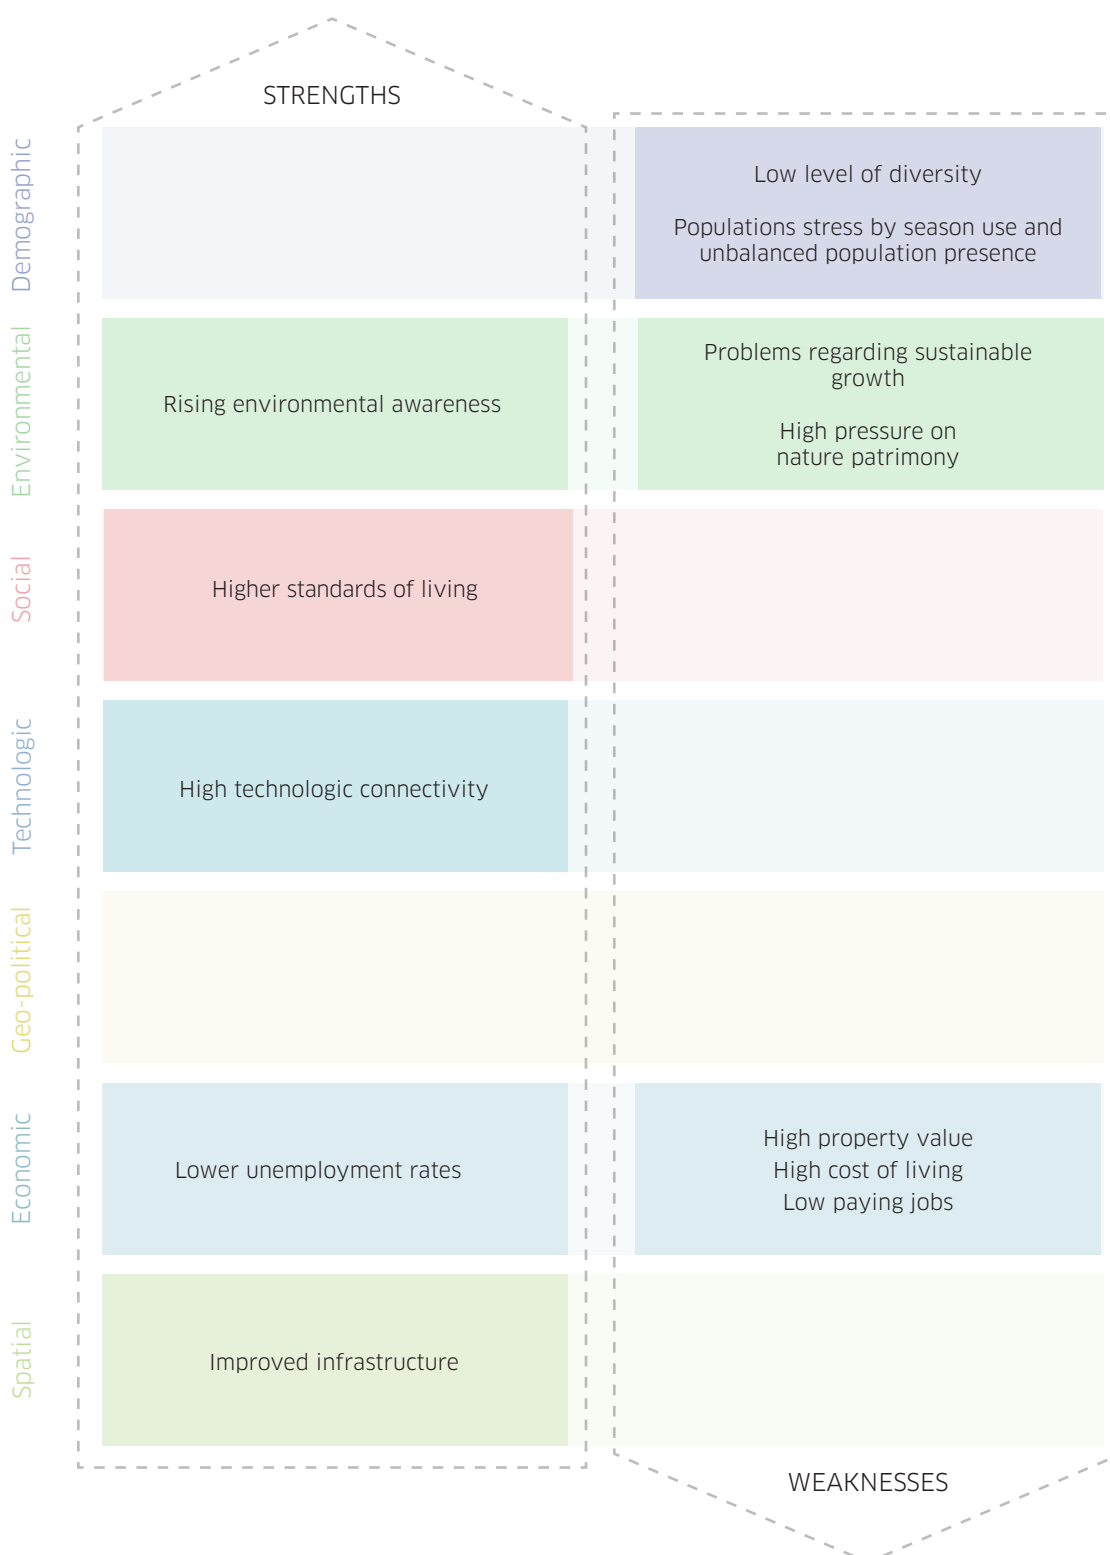 STRENGTHS
Demographic
Low level of diversity
Populations stress by season use and
unbalanced population presence
Environmental
Rising environmental awareness
Problems regarding sustainable
growth
High pressure on
nature patrimony
Social
Higher standards of living
Technologic
High technologic connectivity
Geo-political
Economic
Lower unemployment rates
High property value
High cost of living
Low paying jobs
Spatial
Improved infrastructure
WEAKNESSES